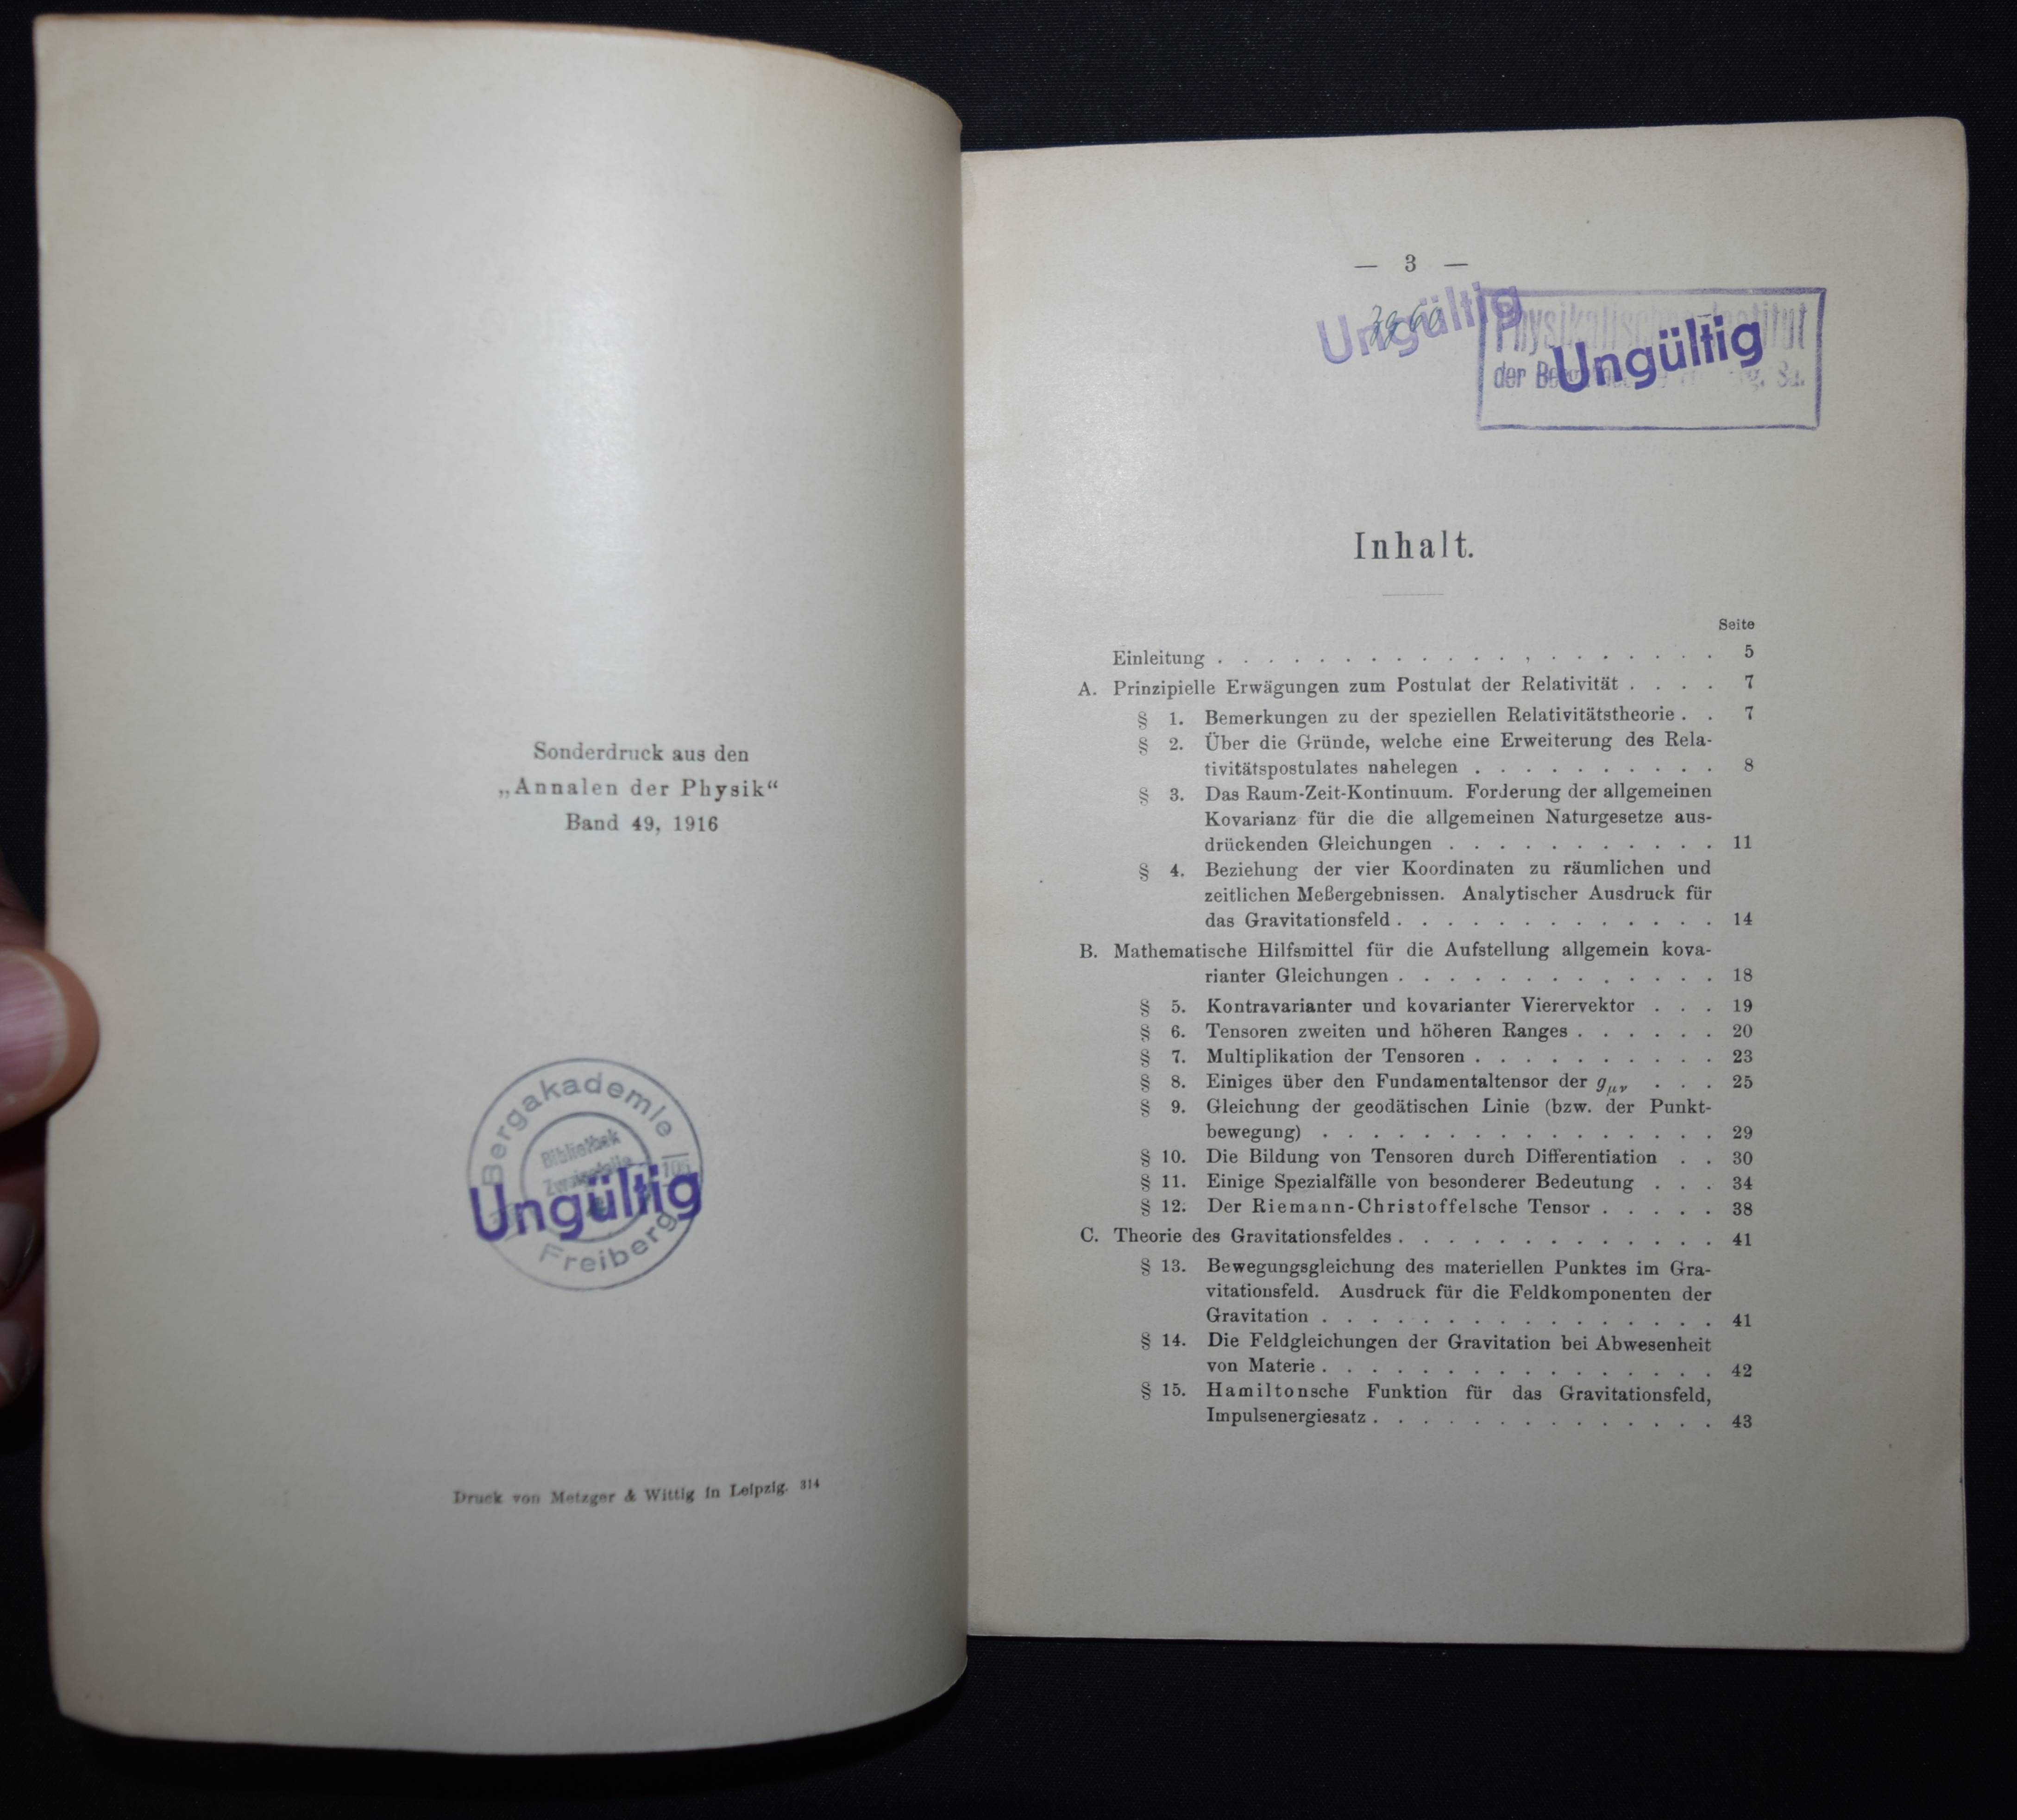 Sonderdruck aus den
„Annalen der Physik“
Band 49, 1916
Bergakademie
Bibliothek
106
Ungültig
Freiberg
Druck von Metzger & Wittig in Leipzig. 314
— 3 —
Ungültig
Physikalisches Institut
der
Ungültig
Inhalt.
Seite
Einleitung . . . . . . . . . . . . . . . . . . . . 5
A. Prinzipielle Erwägungen zum Postulat der Relativität . . . . 7
§ 1. Bemerkungen zu der speziellen Relativitätstheorie . . 7
§ 2. Über die Gründe, welche eine Erweiterung des Rela-
tivitätspostulates nahelegen . . . . . . . . . . 8
§ 3. Das Raum-Zeit-Kontinuum. Forderung der allgemeinen
Kovarianz für die die allgemeinen Naturgesetze aus-
drückenden Gleichungen . . . . . . . . . . . 11
§ 4. Beziehung der vier Koordinaten zu räumlichen und
zeitlichen Meßergebnissen. Analytischer Ausdruck für
das Gravitationsfeld . . . . . . . . . . . . . 14
B. Mathematische Hilfsmittel für die Aufstellung allgemein kova-
rianter Gleichungen . . . . . . . . . . . . . 18
§ 5. Kontravarianter und kovarianter Vierervektor . . . 19
§ 6. Tensoren zweiten und höheren Ranges . . . . . . 20
§ 7. Multiplikation der Tensoren . . . . . . . . . . 23
§ 8. Einiges über den Fundamentaltensor der gμν . . . 25
§ 9. Gleichung der geodätischen Linie (bzw. der Punkt-
bewegung) . . . . . . . . . . . . . . . . 29
§ 10. Die Bildung von Tensoren durch Differentiation . . 30
§ 11. Einige Spezialfälle von besonderer Bedeutung . . . 34
§ 12. Der Riemann-Christoffelsche Tensor . . . . . 38
C. Theorie des Gravitationsfeldes . . . . . . . . . . . . . 41
§ 13. Bewegungsgleichung des materiellen Punktes im Gra-
vitationsfeld. Ausdruck für die Feldkomponenten der
Gravitation . . . . . . . . . . . . . . . . 41
§ 14. Die Feldgleichungen der Gravitation bei Abwesenheit
von Materie . . . . . . . . . . . . . . . . 42
§ 15. Hamiltonsche Funktion für das Gravitationsfeld,
Impulsenergiesatz . . . . . . . . . . . . . . 43